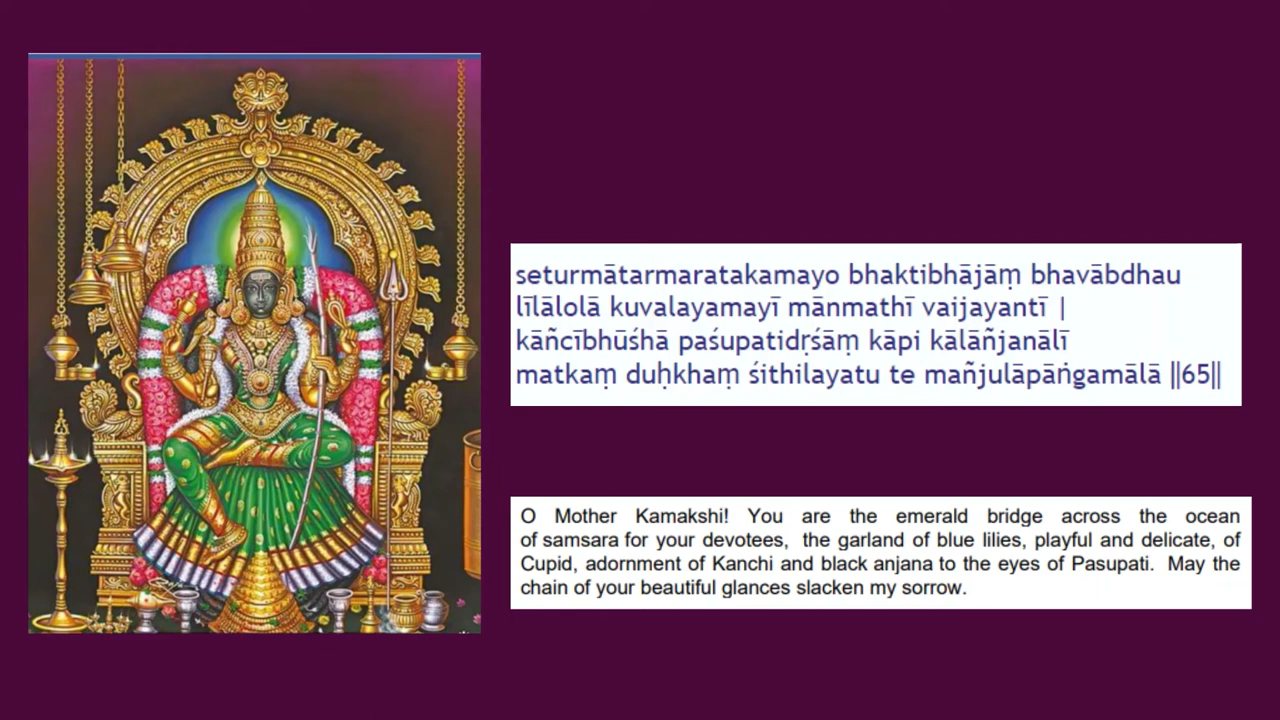 seturmātarmaratakamayo bhaktibhājāṃ bhavābdhau
līlālolā kuvalayamayī mānmathī vaijayantī |
kāñcībhūśhā paśupatidṛśāṃ kāpi kālāñjanālī
matkaṃ duḥkhaṃ śithilayatu te mañjulāpāṅgamālā ||65||
O Mother Kamakshi! You are the emerald bridge across the ocean
of samsara for your devotees, the garland of blue lilies, playful and delicate, of
Cupid, adornment of Kanchi and black anjana to the eyes of Pasupati. May the
chain of your beautiful glances slacken my sorrow.